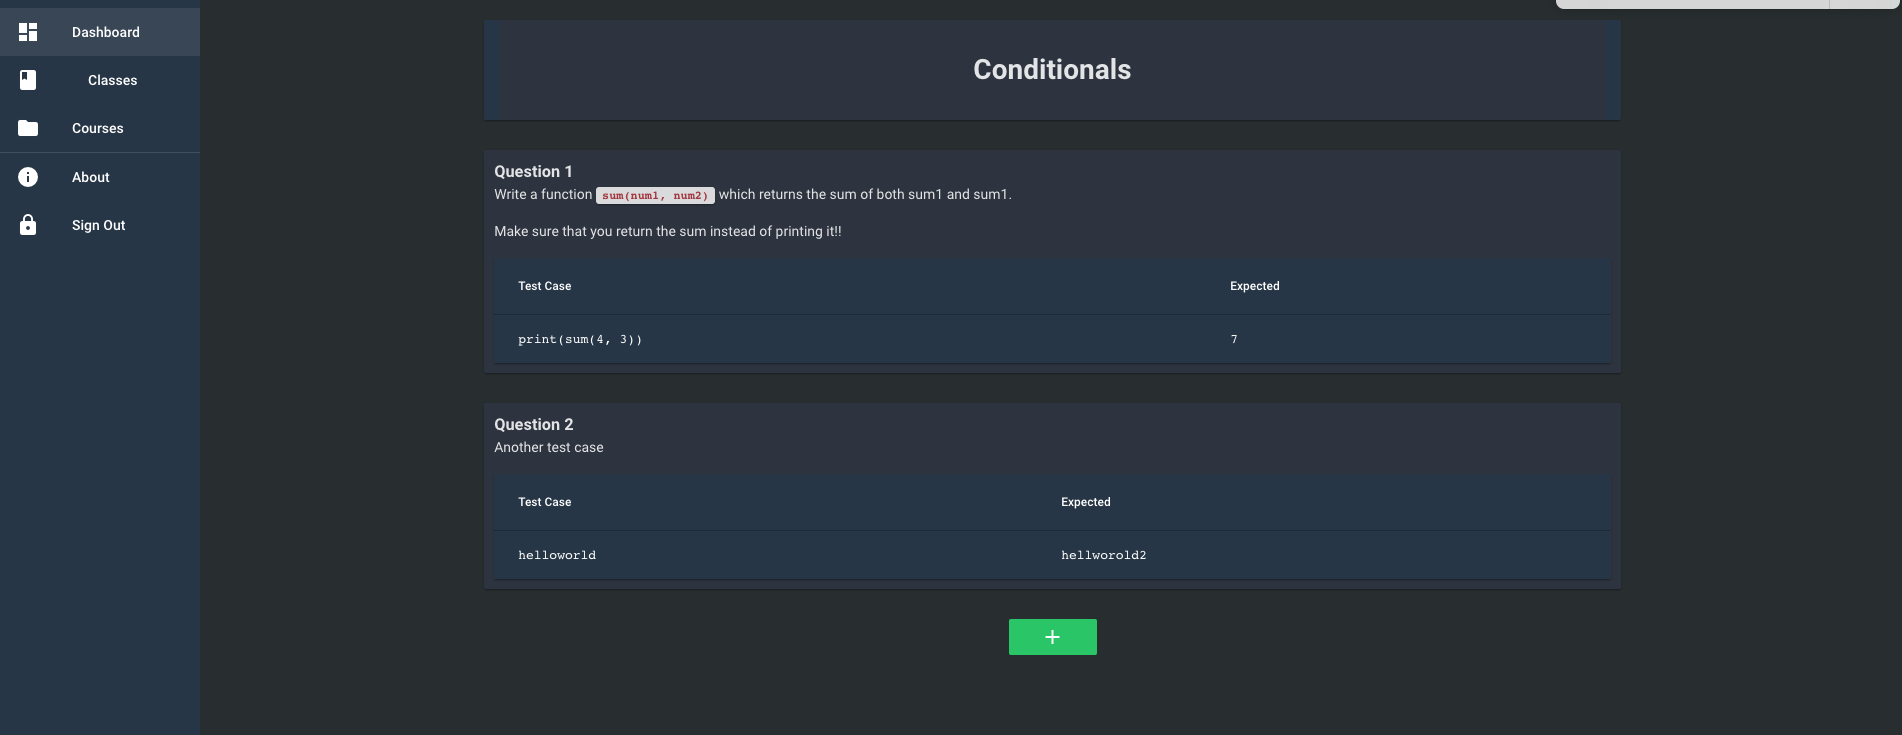 Dashboard
Classes
Courses
About
Sign Out
Conditionals
Question 1
Write a function sum(num1, num2) which returns the sum of both sum1 and sum1.
Make sure that you return the sum instead of printing it!!
Test Case Expected
print(sum(4, 3)) 7
Question 2
Another test case
Test Case Expected
helloworld hellworold2
+